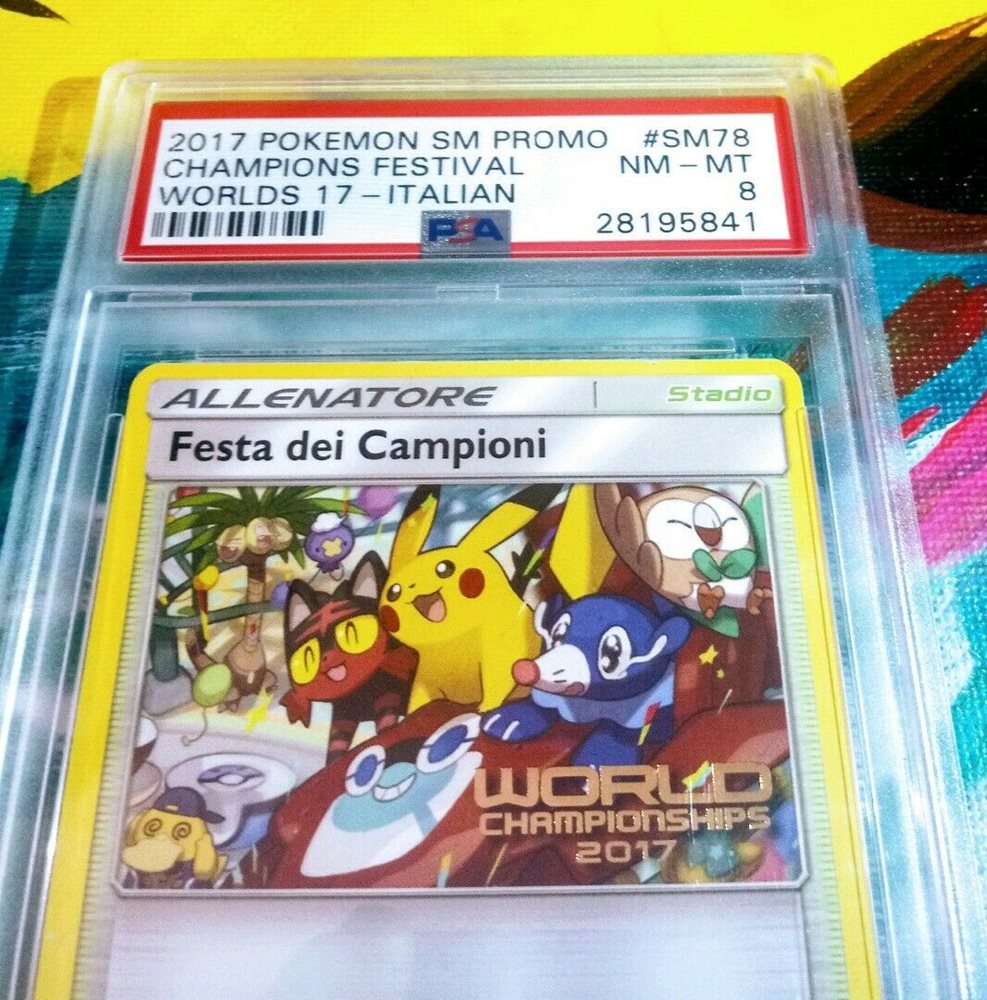 2017 POKEMON SM PROMO #SM78
CHAMPIONS FESTIVAL NM - MT
WORLDS 17 - ITALIAN 8
PSA 28195841
ALLENATORE Stadio
Festa dei Campioni
WORLD
CHAMPIONSHIPS
2017